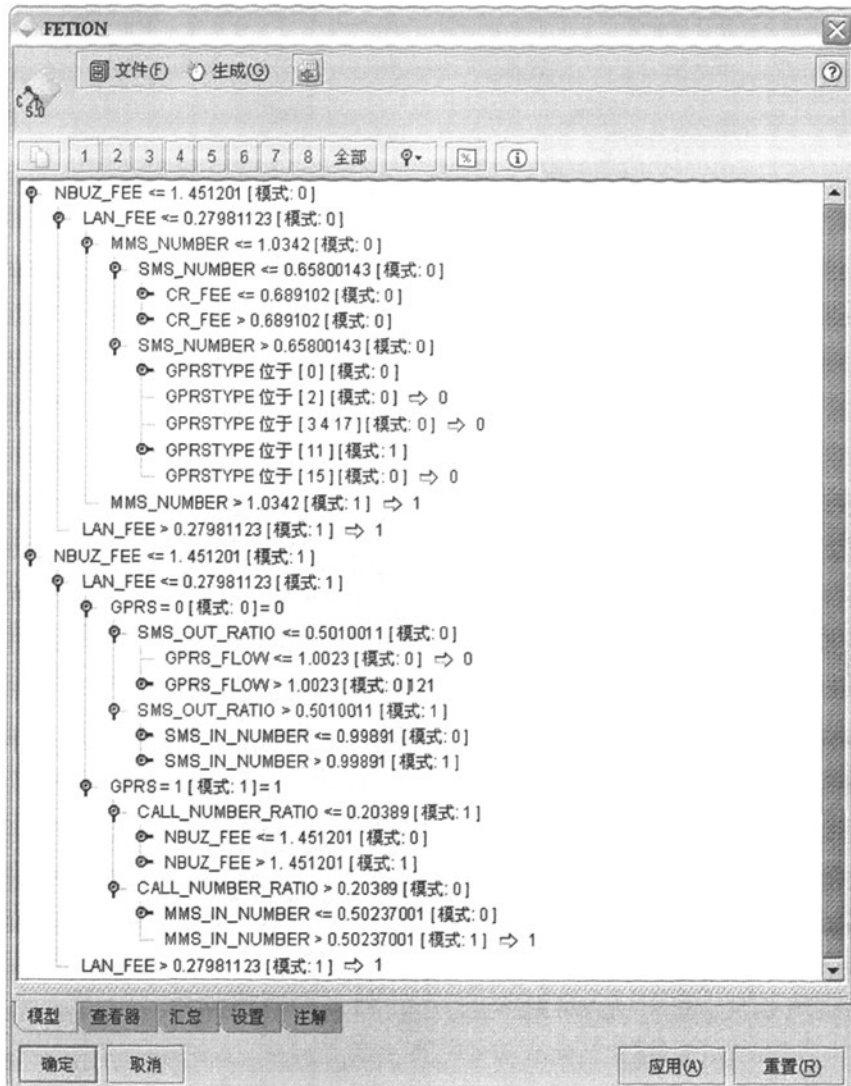 FETION
文件(F) 生成(G)
C 5.0
1 2 3 4 5 6 7 8 全部 %
NBUZ_FEE <= 1. 451201 [模式: 0]
LAN_FEE <= 0.27981123 [模式: 0]
MMS_NUMBER <= 1.0342 [模式: 0]
SMS_NUMBER <= 0.65800143 [模式: 0]
CR_FEE <= 0.689102 [模式: 0]
CR_FEE > 0.689102 [模式: 0]
SMS_NUMBER > 0.65800143 [模式: 0]
GPRSTYPE 位于 [0] [模式: 0]
GPRSTYPE 位于 [2] [模式: 0] ⇨ 0
GPRSTYPE 位于 [3 4 17] [模式: 0] ⇨ 0
GPRSTYPE 位于 [11] [模式: 1]
GPRSTYPE 位于 [15] [模式: 0] ⇨ 0
MMS_NUMBER > 1.0342 [模式: 1] ⇨ 1
LAN_FEE > 0.27981123 [模式: 1] ⇨ 1
NBUZ_FEE <= 1. 451201 [模式: 1]
LAN_FEE <= 0.27981123 [模式: 1]
GPRS = 0 [模式: 0] = 0
SMS_OUT_RATIO <= 0.5010011 [模式: 0]
GPRS_FLOW <= 1.0023 [模式: 0] ⇨ 0
GPRS_FLOW > 1.0023 [模式: 0]121
SMS_OUT_RATIO > 0.5010011 [模式: 1]
SMS_IN_NUMBER <= 0.99891 [模式: 0]
SMS_IN_NUMBER > 0.99891 [模式: 1]
GPRS = 1 [模式: 1] = 1
CALL_NUMBER_RATIO <= 0.20389 [模式: 1]
NBUZ_FEE <= 1. 451201 [模式: 0]
NBUZ_FEE > 1. 451201 [模式: 1]
CALL_NUMBER_RATIO > 0.20389 [模式: 0]
MMS_IN_NUMBER <= 0.50237001 [模式: 0]
MMS_IN_NUMBER > 0.50237001 [模式: 1] ⇨ 1
LAN_FEE > 0.27981123 [模式: 1] ⇨ 1
模型 查看器 汇总 设置 注解
确定 取消 应用(A) 重置(R)